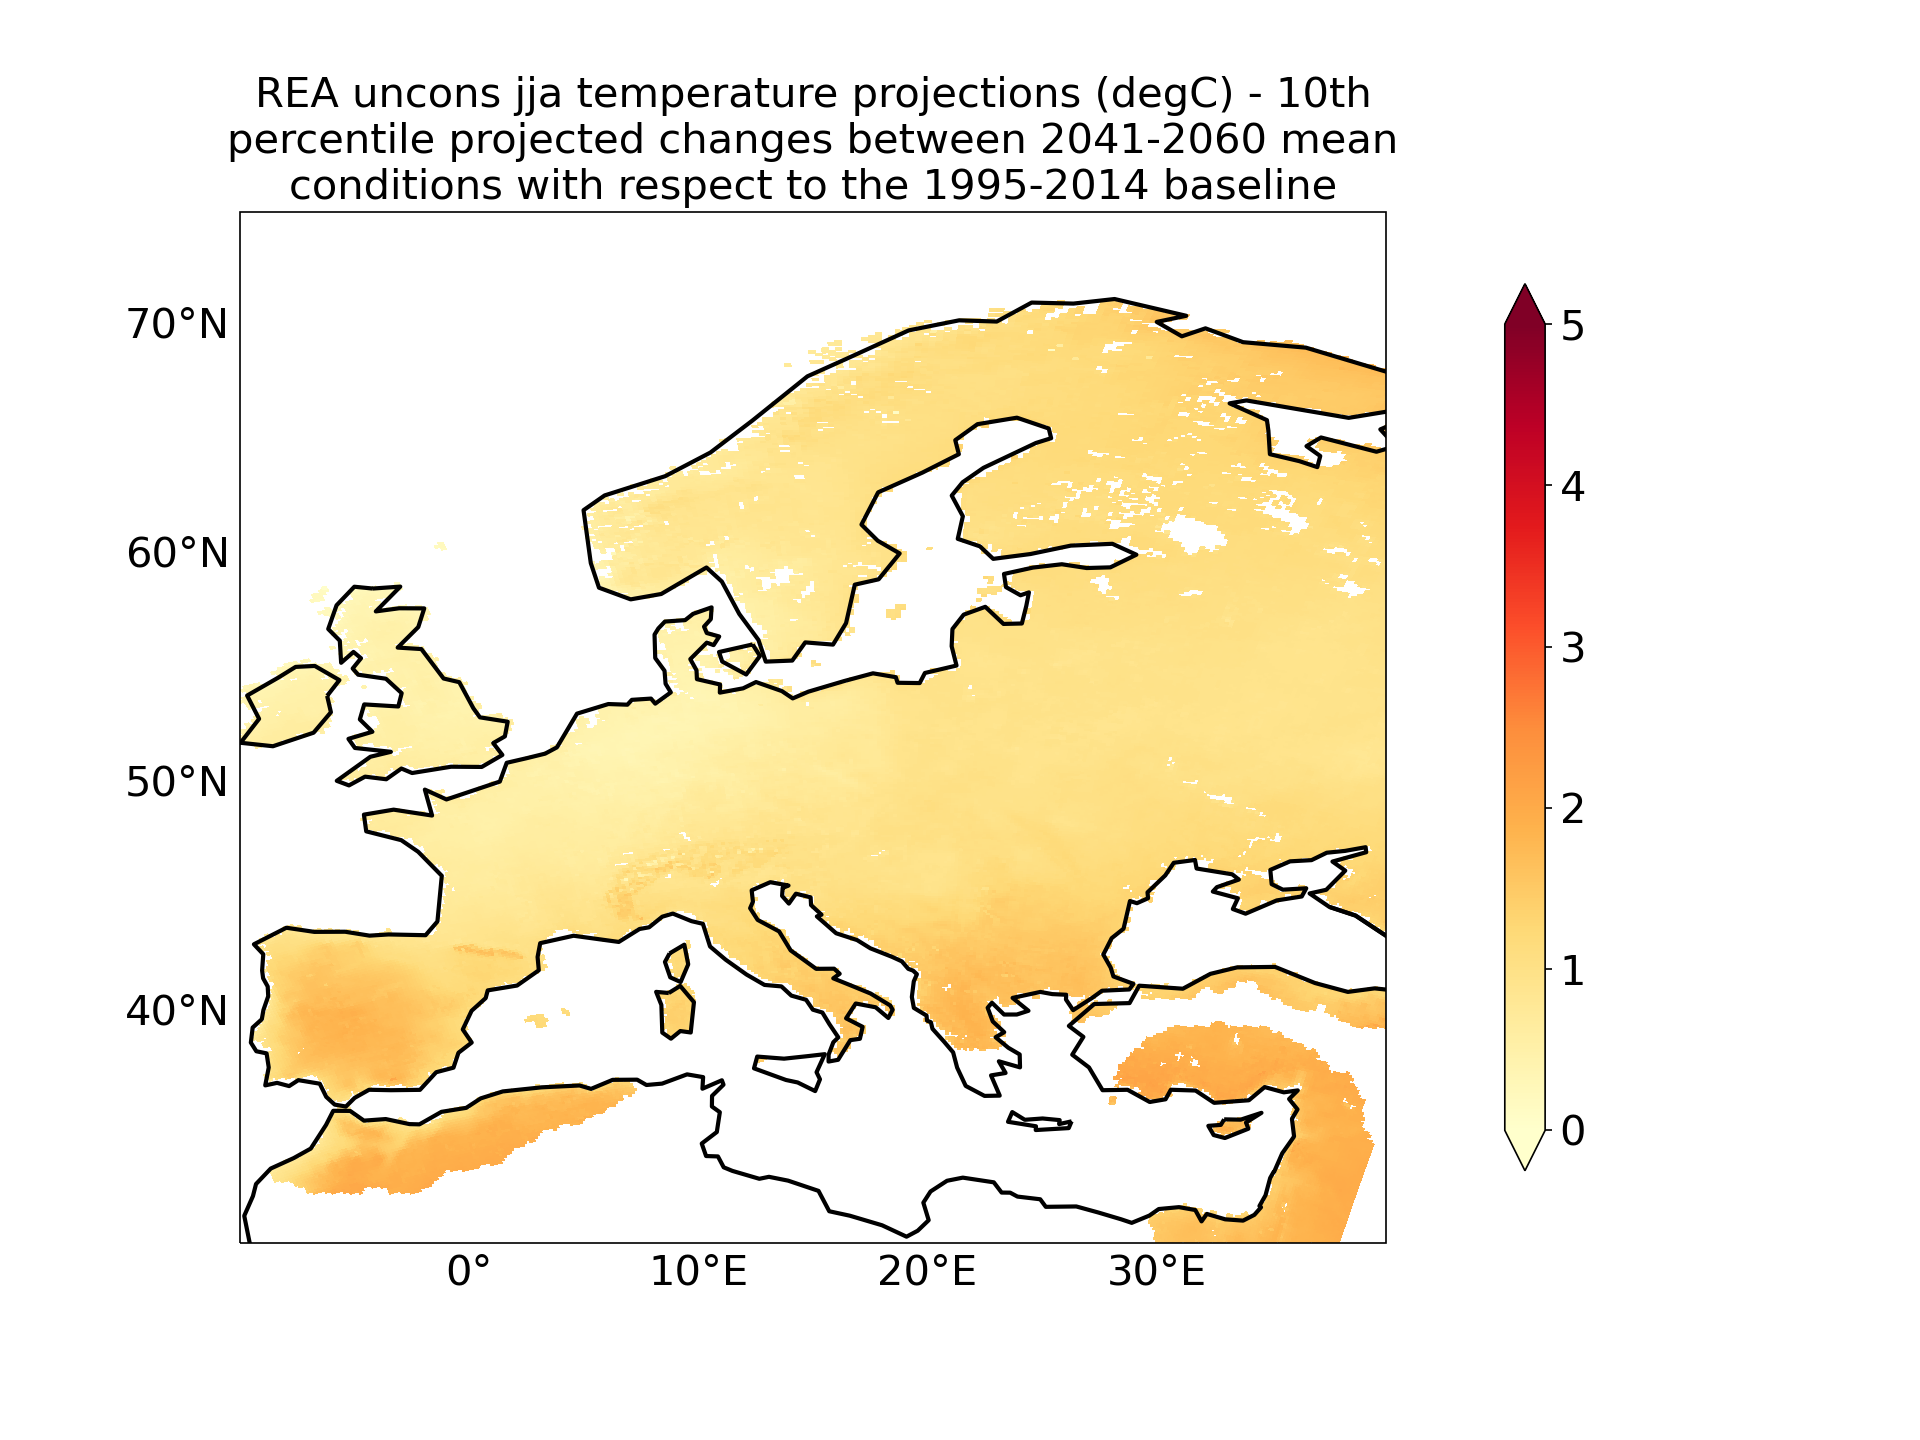 REA uncons jja temperature projections (degC) - 10th
percentile projected changes between 2041-2060 mean
conditions with respect to the 1995-2014 baseline
70°N
60°N
50°N
40°N
0°
10°E
20°E
30°E
5
4
3
2
1
0